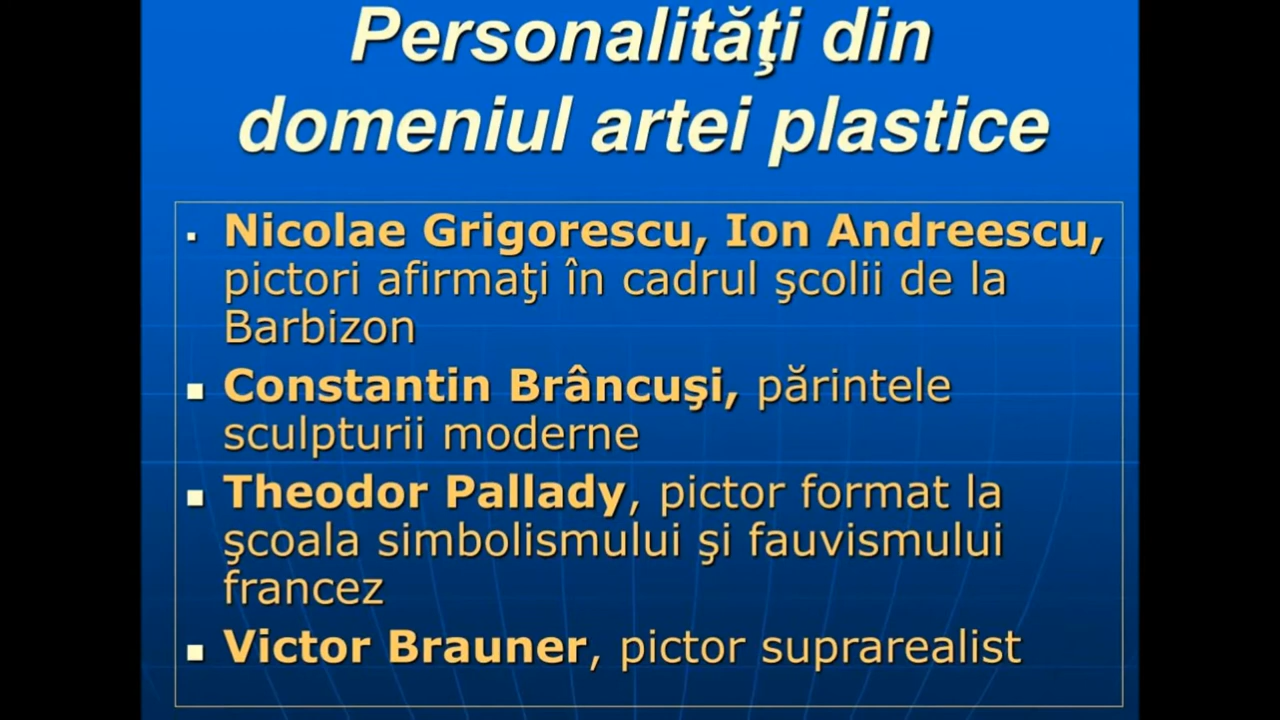 Personalităţi din
domeniul artei plastice
Nicolae Grigorescu, Ion Andreescu,
pictori afirmaţi în cadrul şcolii de la
Barbizon
Constantin Brâncuşi, părintele
sculpturii moderne
Theodor Pallady, pictor format la
şcoala simbolismului şi fauvismului
francez
Victor Brauner, pictor suprarealist